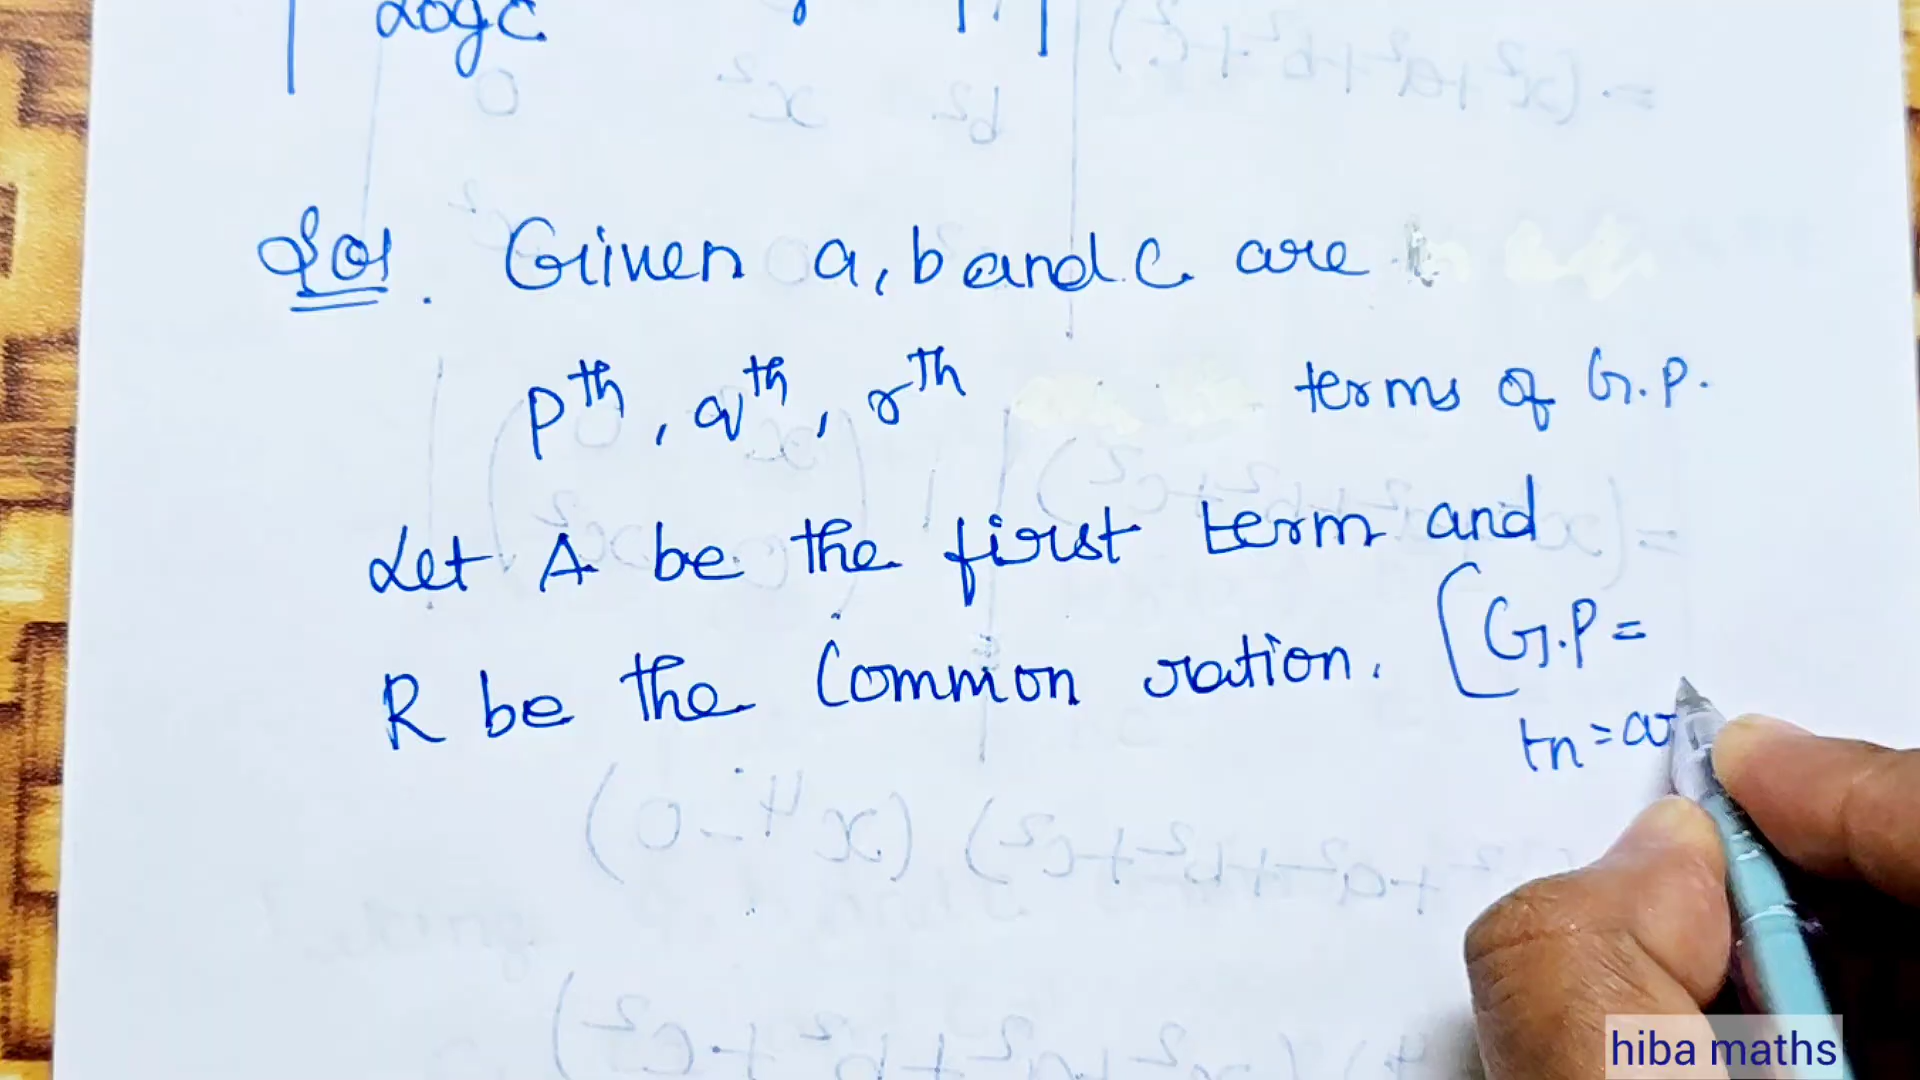 Log c
Sol. Given a, b and c are
pth, qth, rth terms of G.P.
Let A be the first term and
R be the Common ration. [G.P =
tn = ar
hiba maths